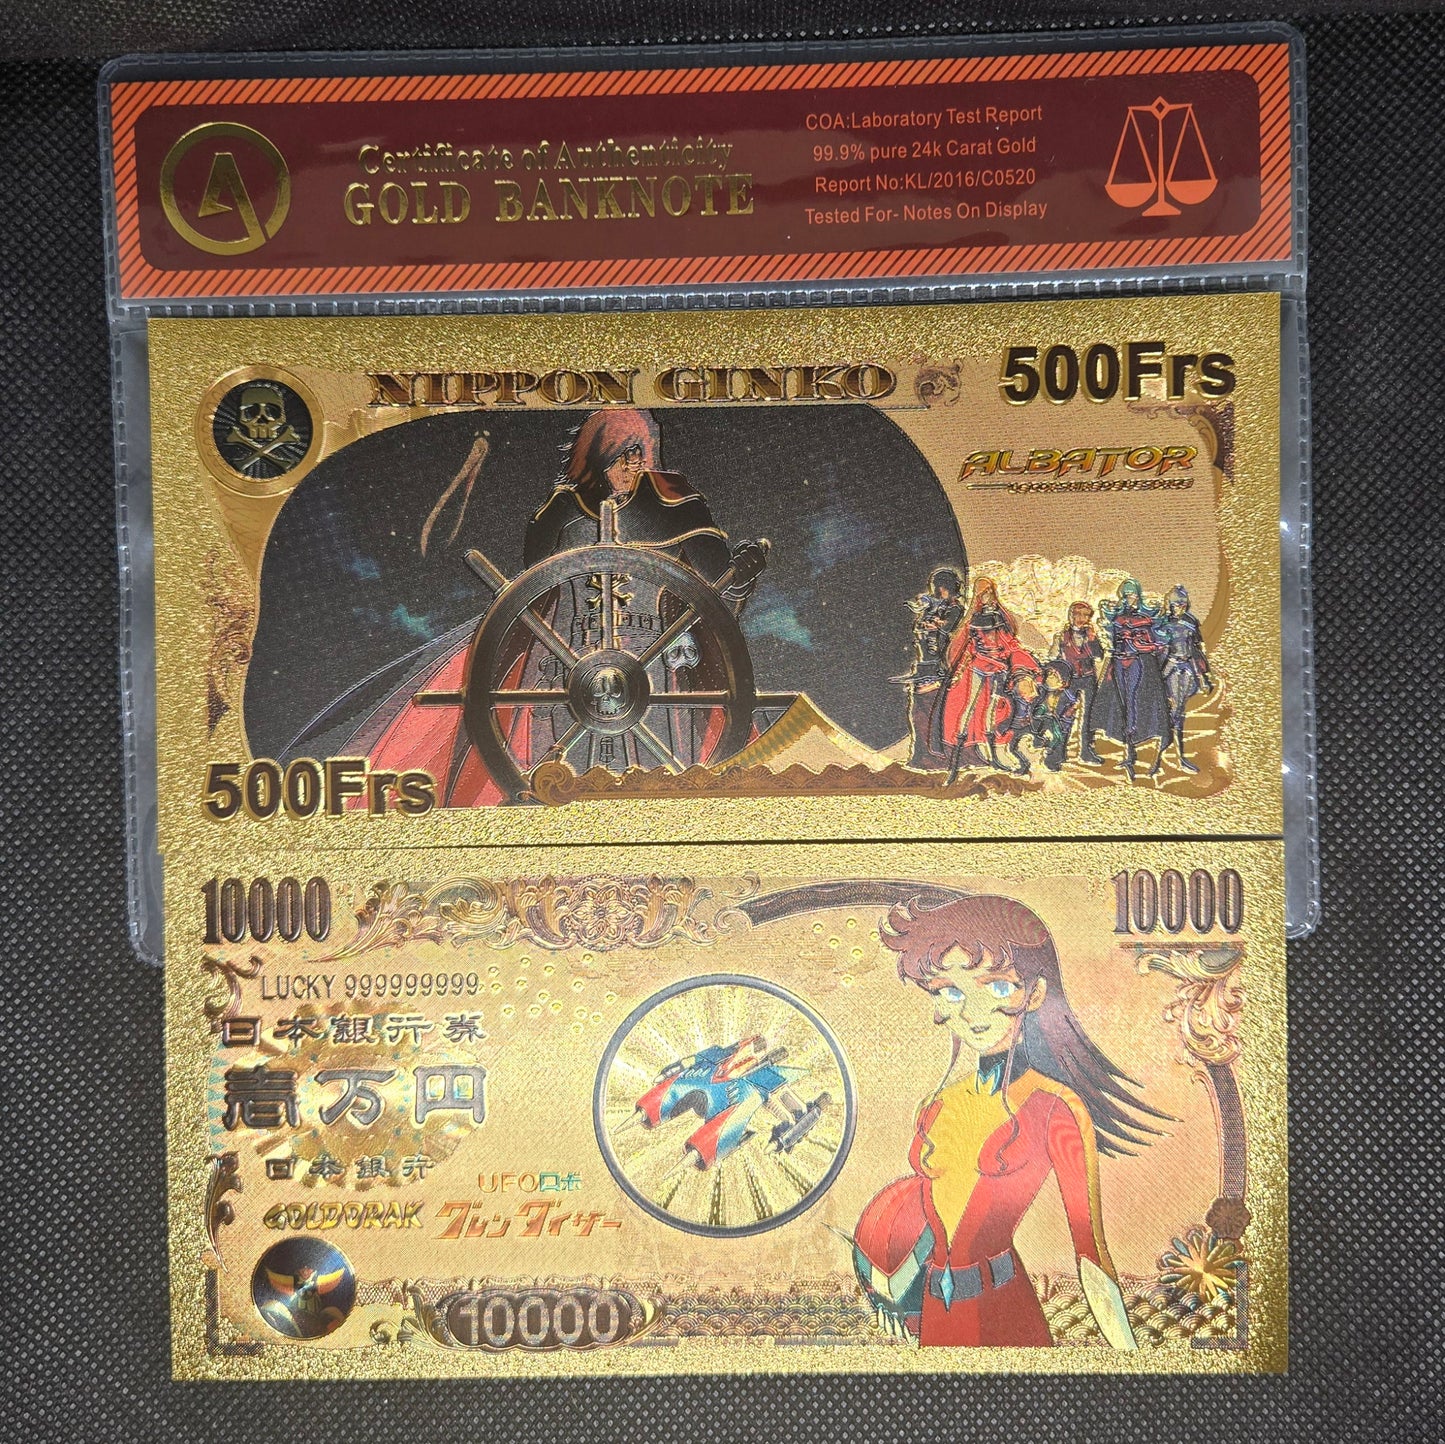 Certificate of Authenticity
GOLD BANKNOTE
COA:Laboratory Test Report
99.9% pure 24k Carat Gold
Report No:KL/2016/C0520
Tested For- Notes On Display
NIPPON GINKO
500Frs
ALBATOR
500Frs
10000
10000
LUCKY 999999999
日本銀行券
壱万円
日本銀行
GOLDORAK
UFOロボ
グレンダイザー
10000